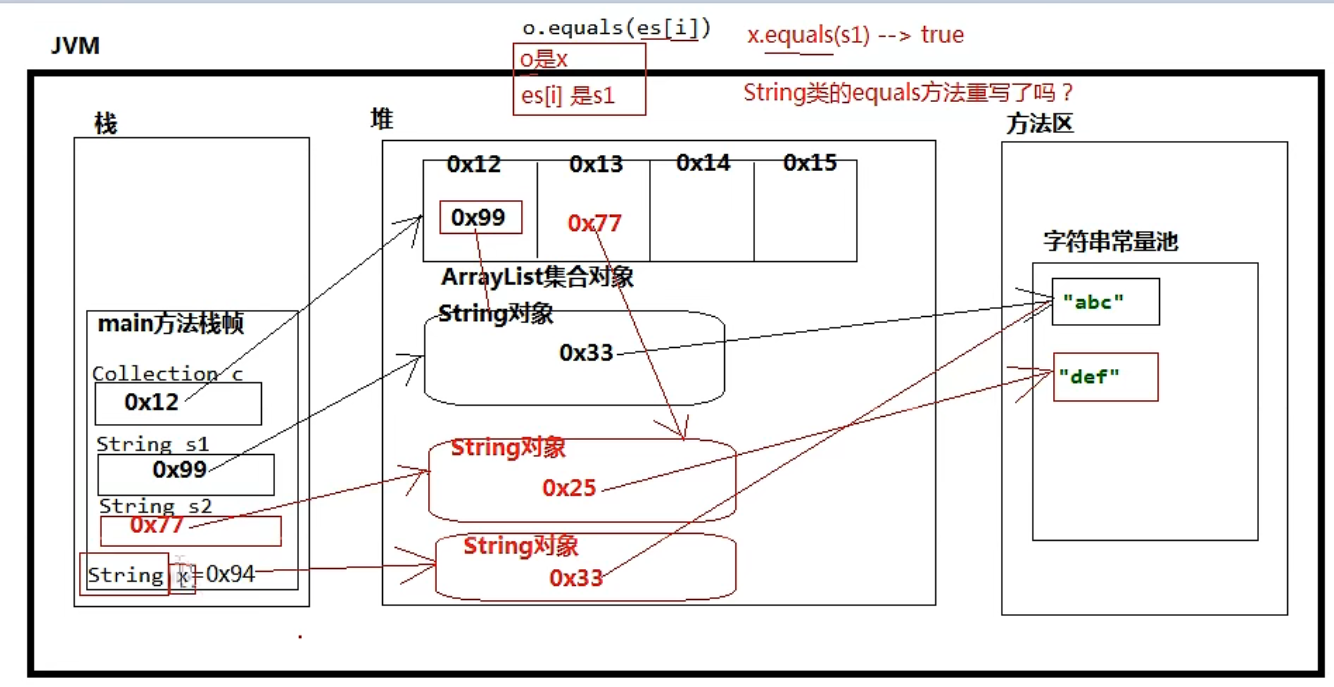 o.equals(es[i])
x.equals(s1) --> true
JVM
o是x
es[i] 是s1
String类的equals方法重写了吗？
栈
堆
方法区
0x12 0x13 0x14 0x15
0x99 0x77
ArrayList集合对象
字符串常量池
"abc"
"def"
String对象
0x33
main方法栈帧
Collection c
0x12
String s1
0x99
String s2
0x77
String x=0x94
String对象
0x25
String对象
0x33